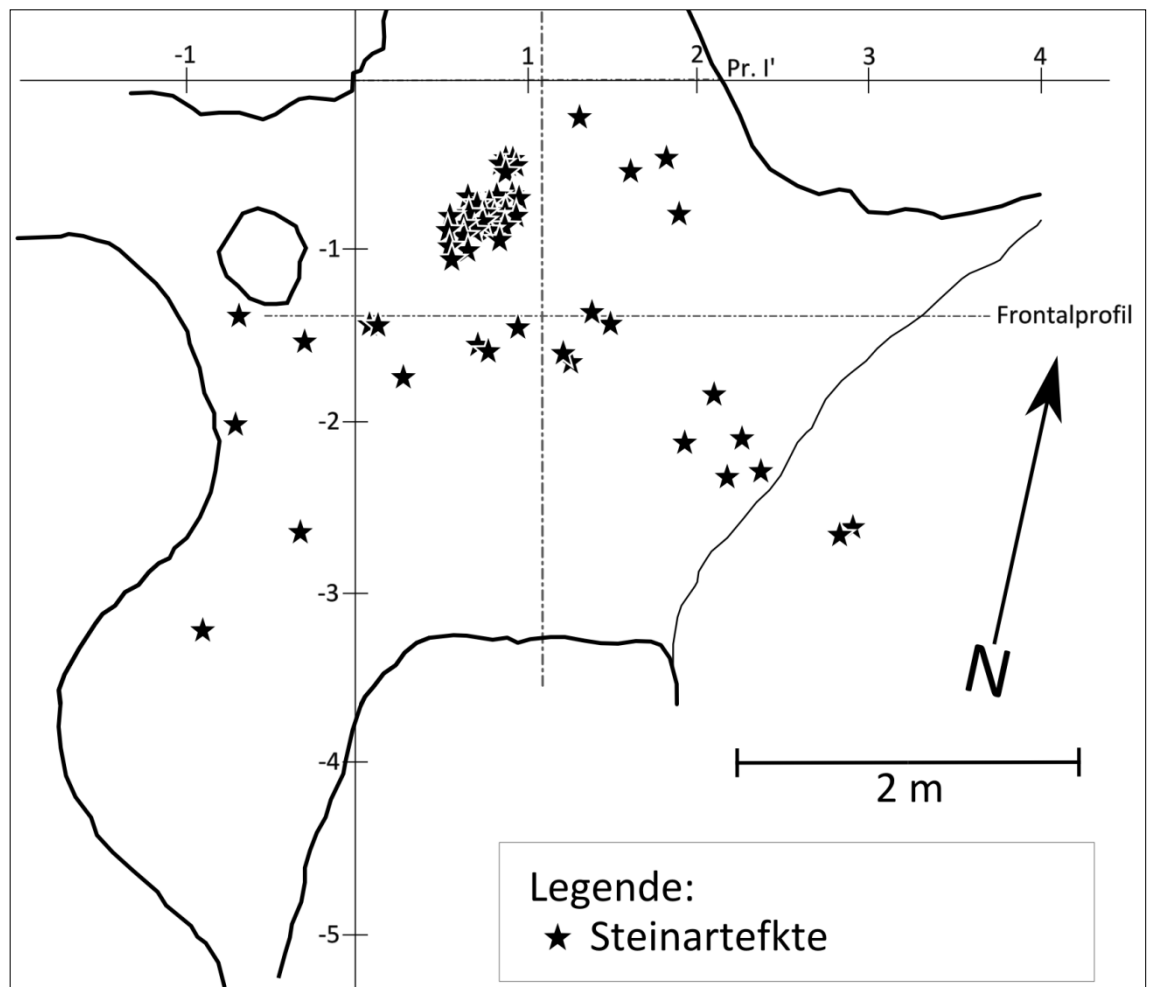 -1
1
2
3
4
Pr. I'
-1
Frontalprofil
-2
-3
N
-4
2 m
Legende:
Steinartefkte
-5